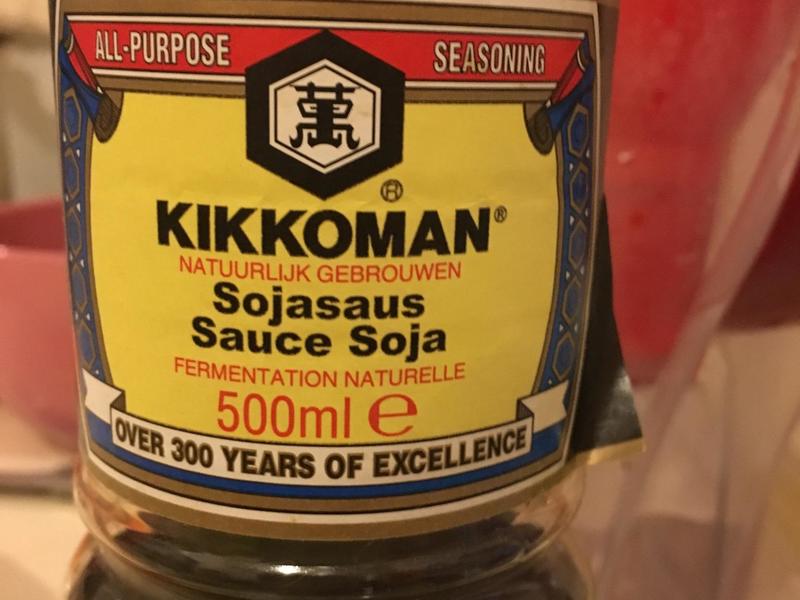 ALL-PURPOSE SEASONING
萬
®
KIKKOMAN®
NATUURLIJK GEBROUWEN
Sojasaus
Sauce Soja
FERMENTATION NATURELLE
500ml e
OVER 300 YEARS OF EXCELLENCE